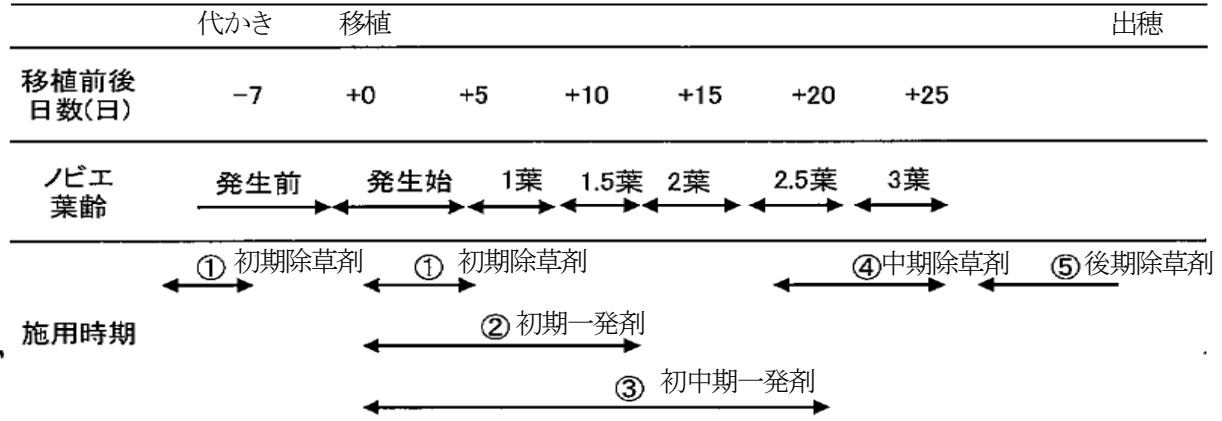 代かき 移植 出穂
移植前後
日数(日) -7 +0 +5 +10 +15 +20 +25
ノビエ
葉齢 発生前 発生始 1葉 1.5葉 2葉 2.5葉 3葉
①初期除草剤 ①初期除草剤 ④中期除草剤 ⑤後期除草剤
施用時期
②初期一発剤
③初中期一発剤